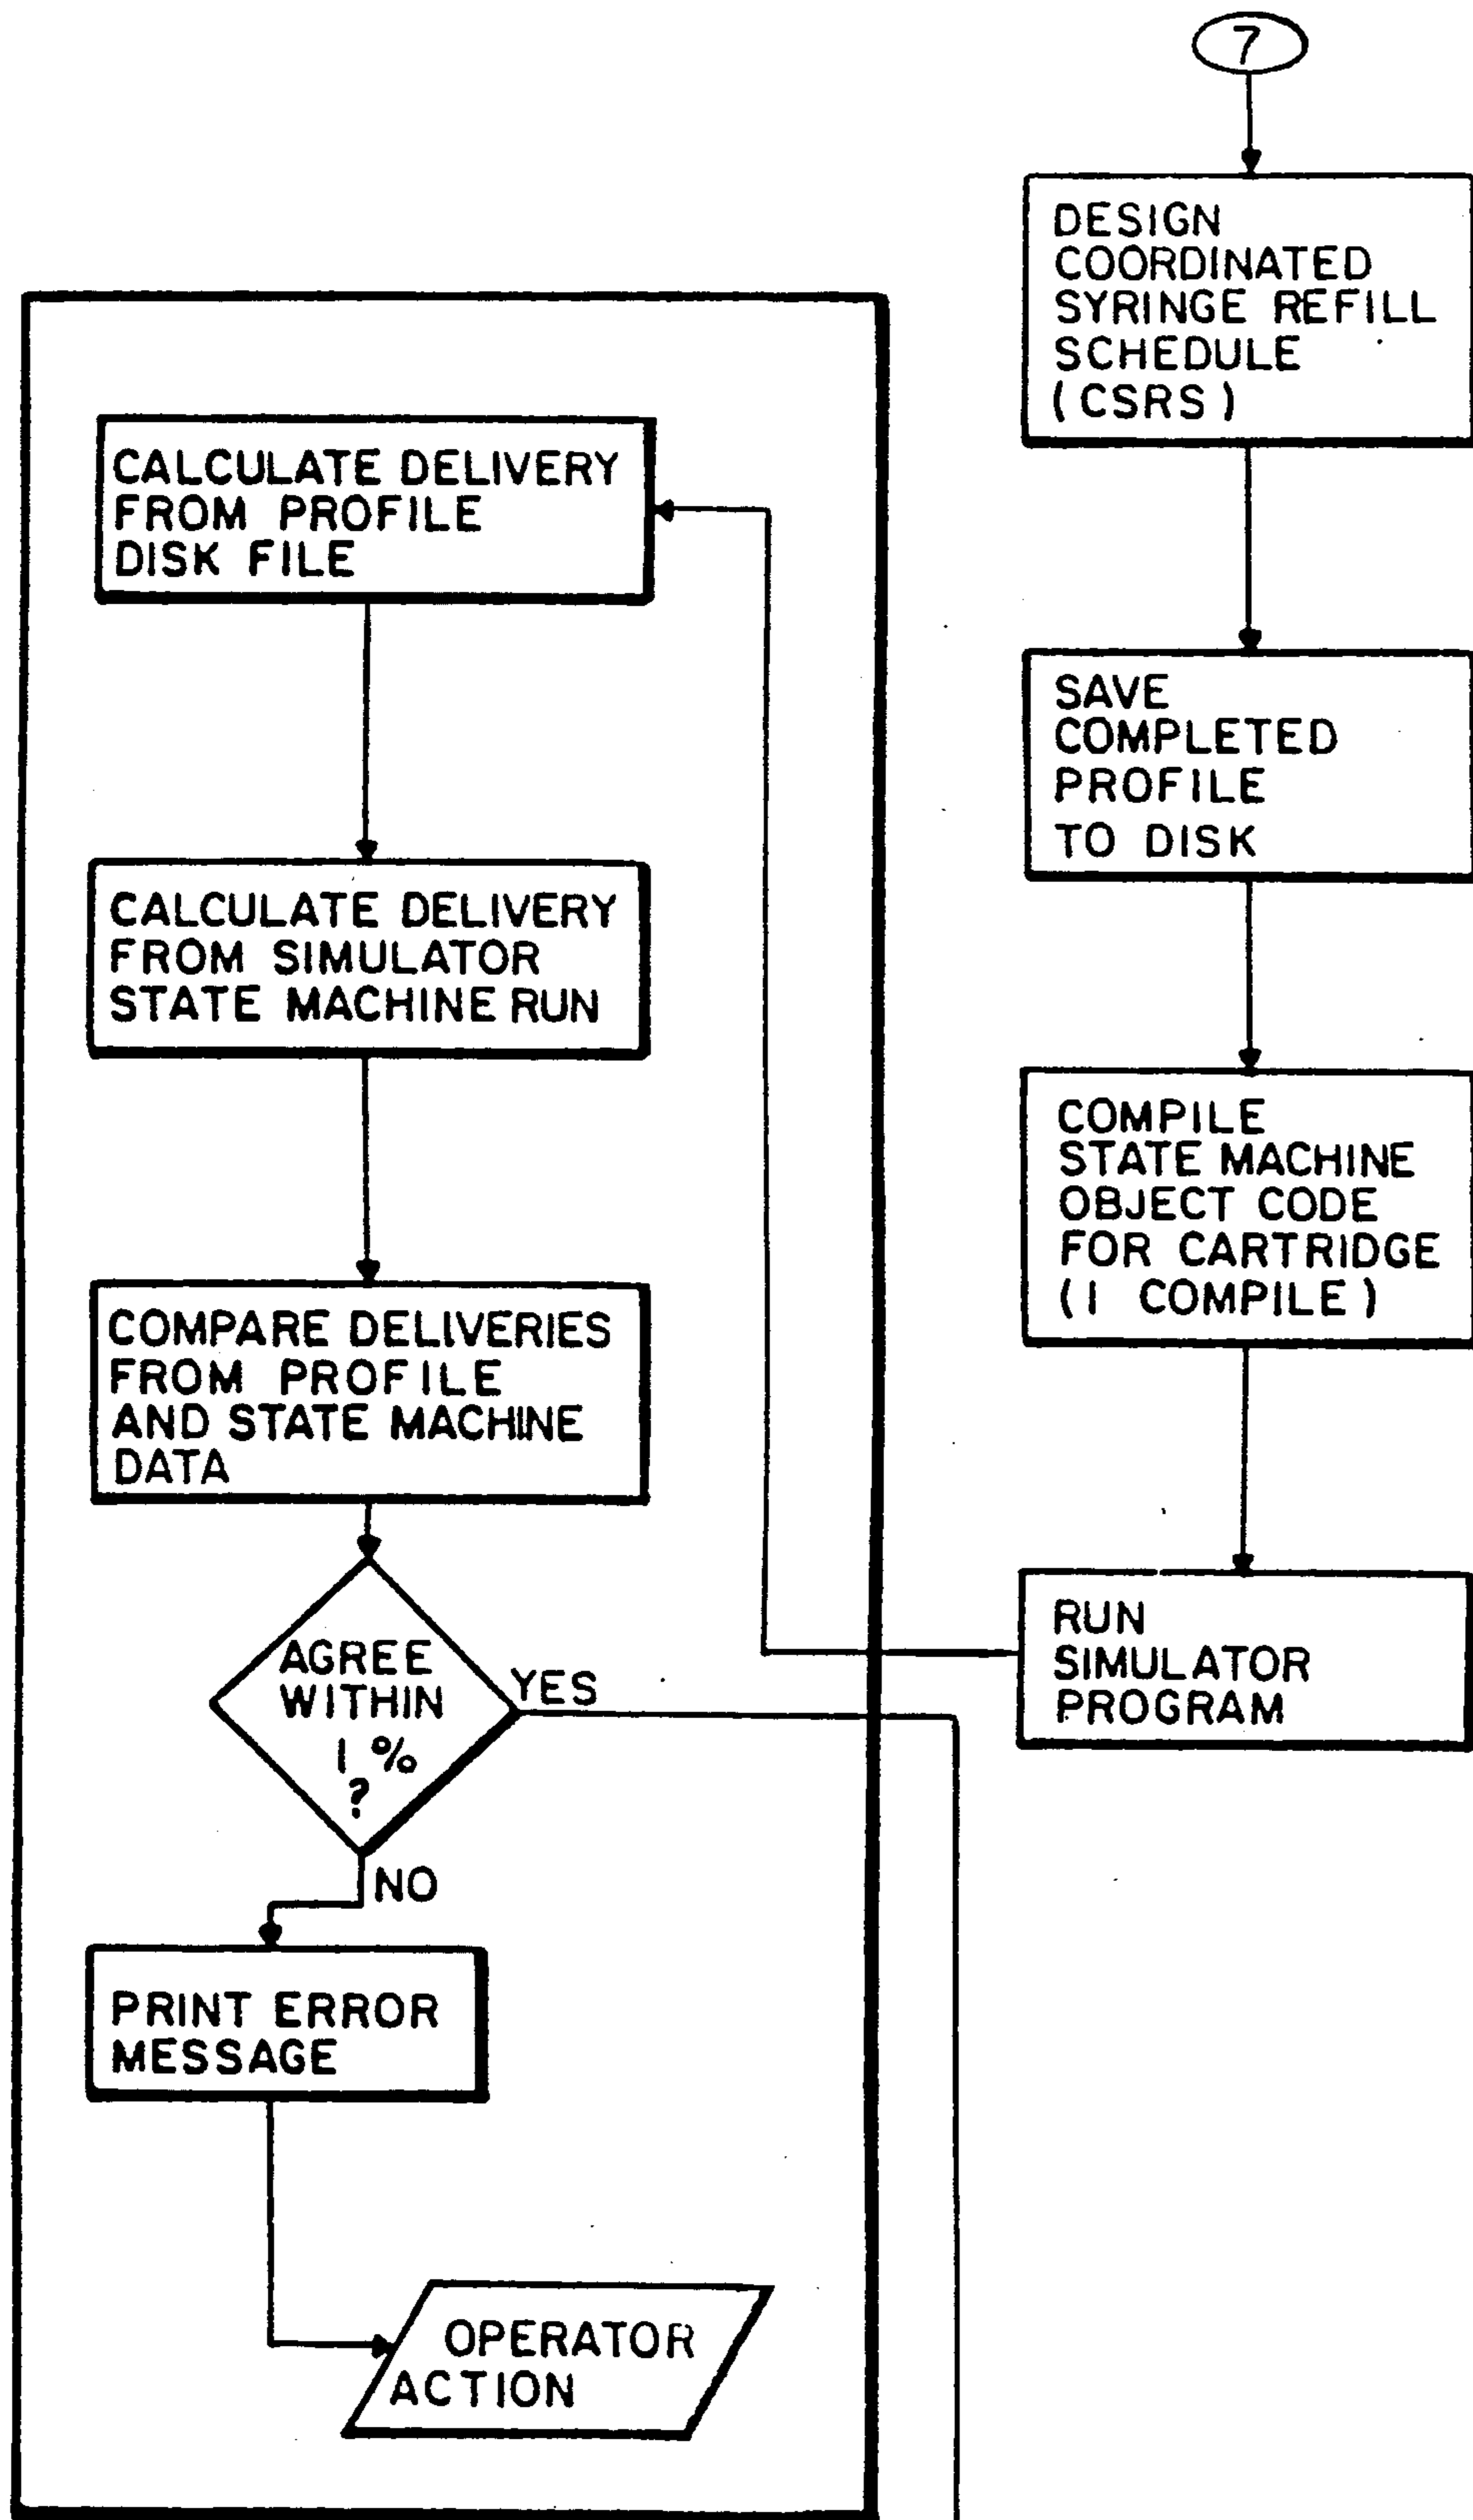 7
DESIGN
COORDINATED
SYRINGE REFILL
SCHEDULE
(CSRS)
SAVE
COMPLETED
PROFILE
TO DISK
COMPILE
STATE MACHINE
OBJECT CODE
FOR CARTRIDGE
(I COMPILE)
RUN
SIMULATOR
PROGRAM
CALCULATE DELIVERY
FROM PROFILE
DISK FILE
CALCULATE DELIVERY
FROM SIMULATOR
STATE MACHINE RUN
COMPARE DELIVERIES
FROM PROFILE
AND STATE MACHINE
DATA
AGREE
WITHIN
1 %
?
YES
NO
PRINT ERROR
MESSAGE
OPERATOR
ACTION